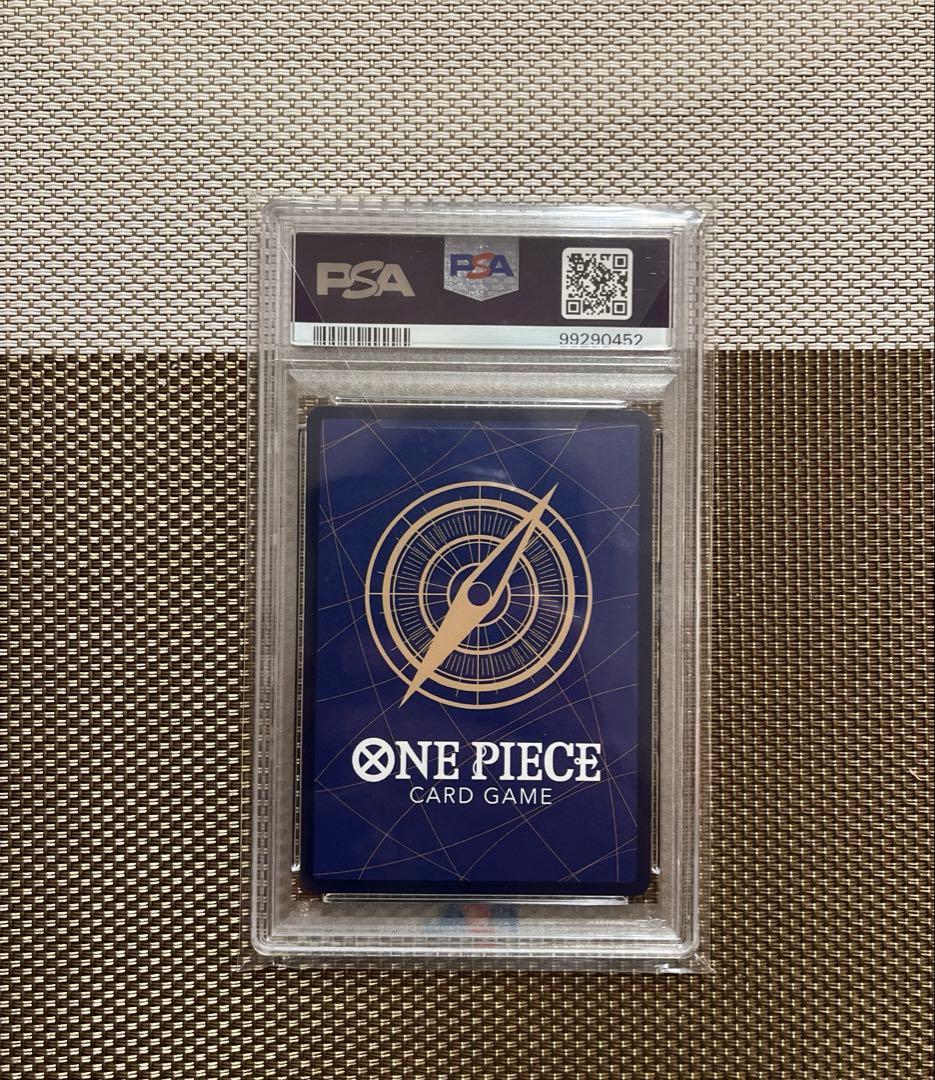 PSA
PSA
99290452
ONE PIECE
CARD GAME